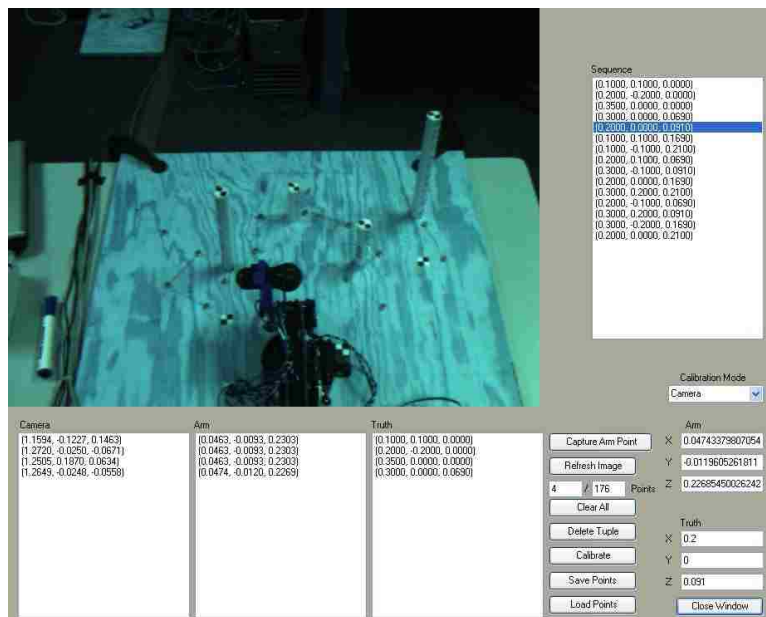 Sequence
(0.1000, 0.1000, 0.0000)
(0.2000, -0.2000, 0.0000)
(0.3500, 0.0000, 0.0000)
(0.3000, 0.0000, 0.0690)
(0.2000, 0.0000, 0.0910)
(0.1000, 0.1000, 0.1690)
(0.1000, -0.1000, 0.2100)
(0.2000, 0.1000, 0.0690)
(0.3000, -0.1000, 0.0910)
(0.2000, 0.0000, 0.1690)
(0.3000, 0.2000, 0.2100)
(0.2000, -0.1000, 0.0690)
(0.3000, 0.2000, 0.0910)
(0.3000, -0.2000, 0.1690)
(0.2000, 0.0000, 0.2100)
Calibration Mode
Camera
Camera
(1.1594, -0.1227, 0.1463)
(1.2720, -0.0250, -0.0671)
(1.2505, 0.1870, 0.0634)
(1.2649, -0.0248, -0.0558)
Arm
(0.0463, -0.0093, 0.2303)
(0.0463, -0.0093, 0.2303)
(0.0463, -0.0093, 0.2303)
(0.0474, -0.0120, 0.2269)
Truth
(0.1000, 0.1000, 0.0000)
(0.2000, -0.2000, 0.0000)
(0.3500, 0.0000, 0.0000)
(0.3000, 0.0000, 0.0690)
Capture Arm Point
Refresh Image
4 / 176 Points
Clear All
Delete Tuple
Calibrate
Save Points
Load Points
Arm
X 0.04743379807054
Y -0.0119605261811
Z 0.22685450026242
Truth
X 0.2
Y 0
Z 0.091
Close Window